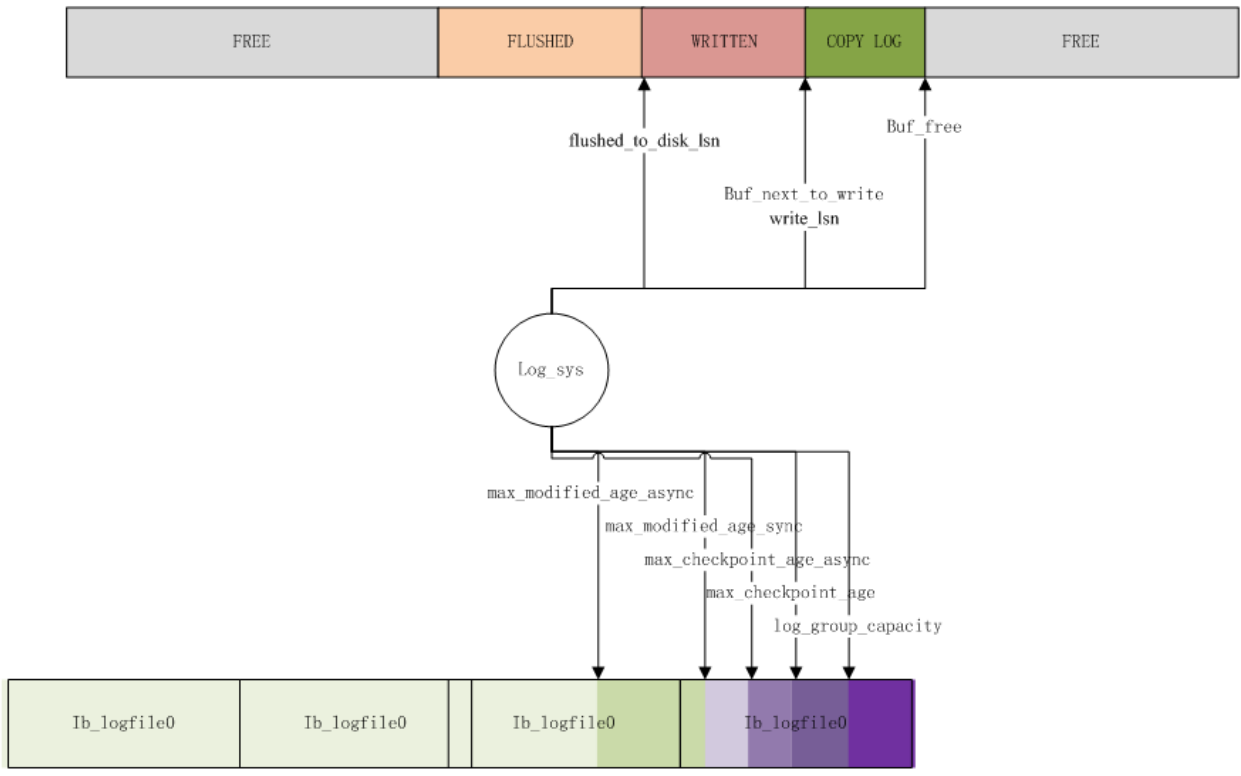 FREE
FLUSHED
WRITTEN
COPY LOG
FREE
Buf_free
flushed_to_disk_lsn
Buf_next_to_write
write_lsn
Log_sys
max_modified_age_async
max_modified_age_sync
max_checkpoint_age_async
max_checkpoint_age
log_group_capacity
Ib_logfile0
Ib_logfile0
Ib_logfile0
Ib_logfile0